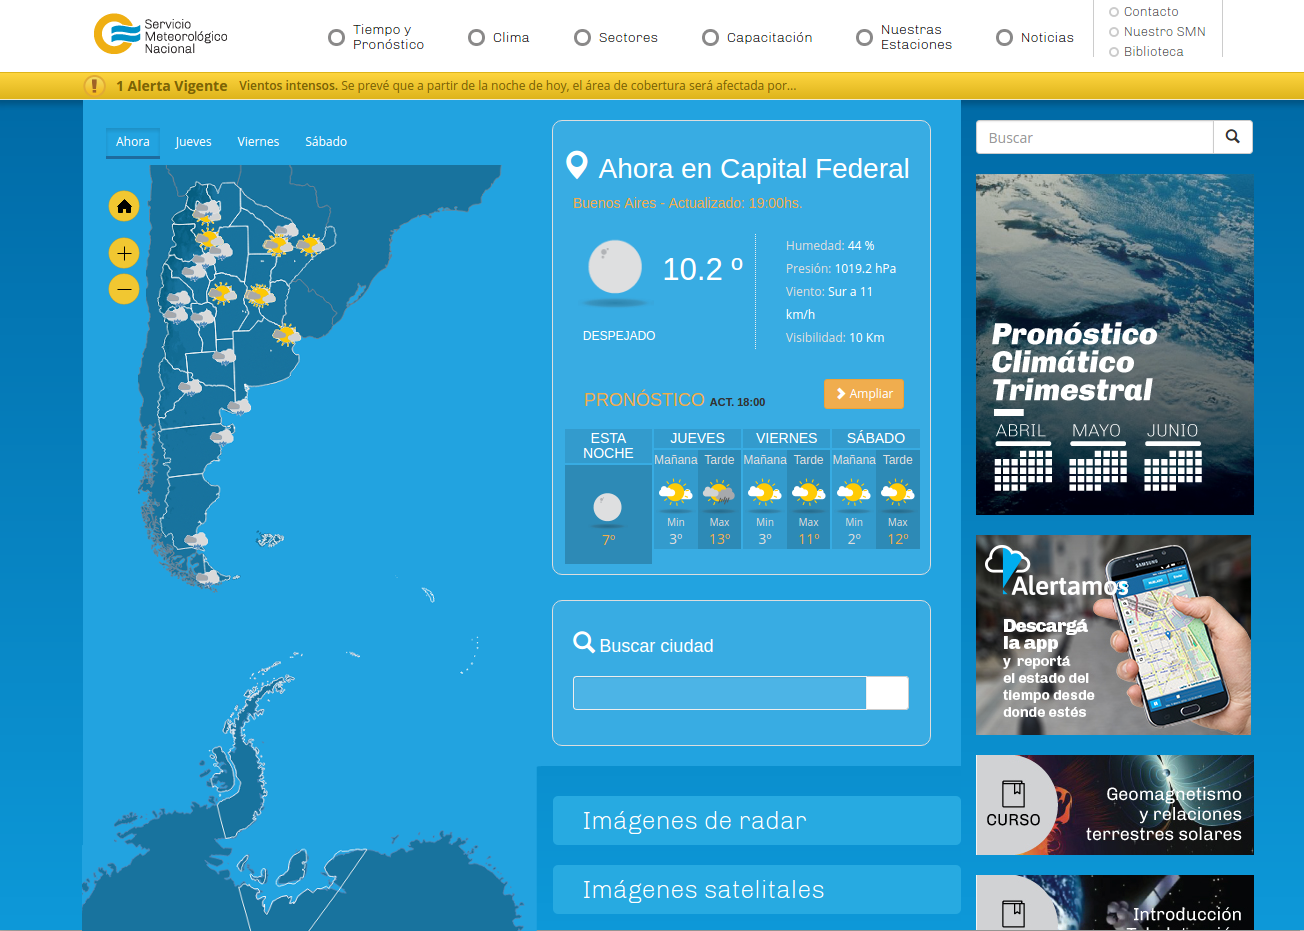 Servicio
Meteorológico
Nacional
Tiempo y
Pronóstico
Clima
Sectores
Capacitación
Nuestras
Estaciones
Noticias
Contacto
Nuestro SMN
Biblioteca
1 Alerta Vigente Vientos intensos. Se prevé que a partir de la noche de hoy, el área de cobertura será afectada por...
Ahora Jueves Viernes Sábado
Ahora en Capital Federal
Buenos Aires - Actualizado: 19:00hs.
10.2 º
DESPEJADO
Humedad: 44 %
Presión: 1019.2 hPa
Viento: Sur a 11
km/h
Visibilidad: 10 Km
PRONÓSTICO ACT. 18:00
Ampliar
ESTA
NOCHE
7º
JUEVES VIERNES SÁBADO
Mañana Tarde Mañana Tarde Mañana Tarde
Min Max Min Max Min Max
3º 13º 3º 11º 2º 12º
Buscar ciudad
Imágenes de radar
Imágenes satelitales
Buscar
Pronóstico
Climático
Trimestral
ABRIL MAYO JUNIO
Alertamos
SAMSUNG
Descargá
la app
y reportá
el estado del
tiempo desde
donde estés
CURSO
Geomagnetismo
y relaciones
terrestres solares
Introducción